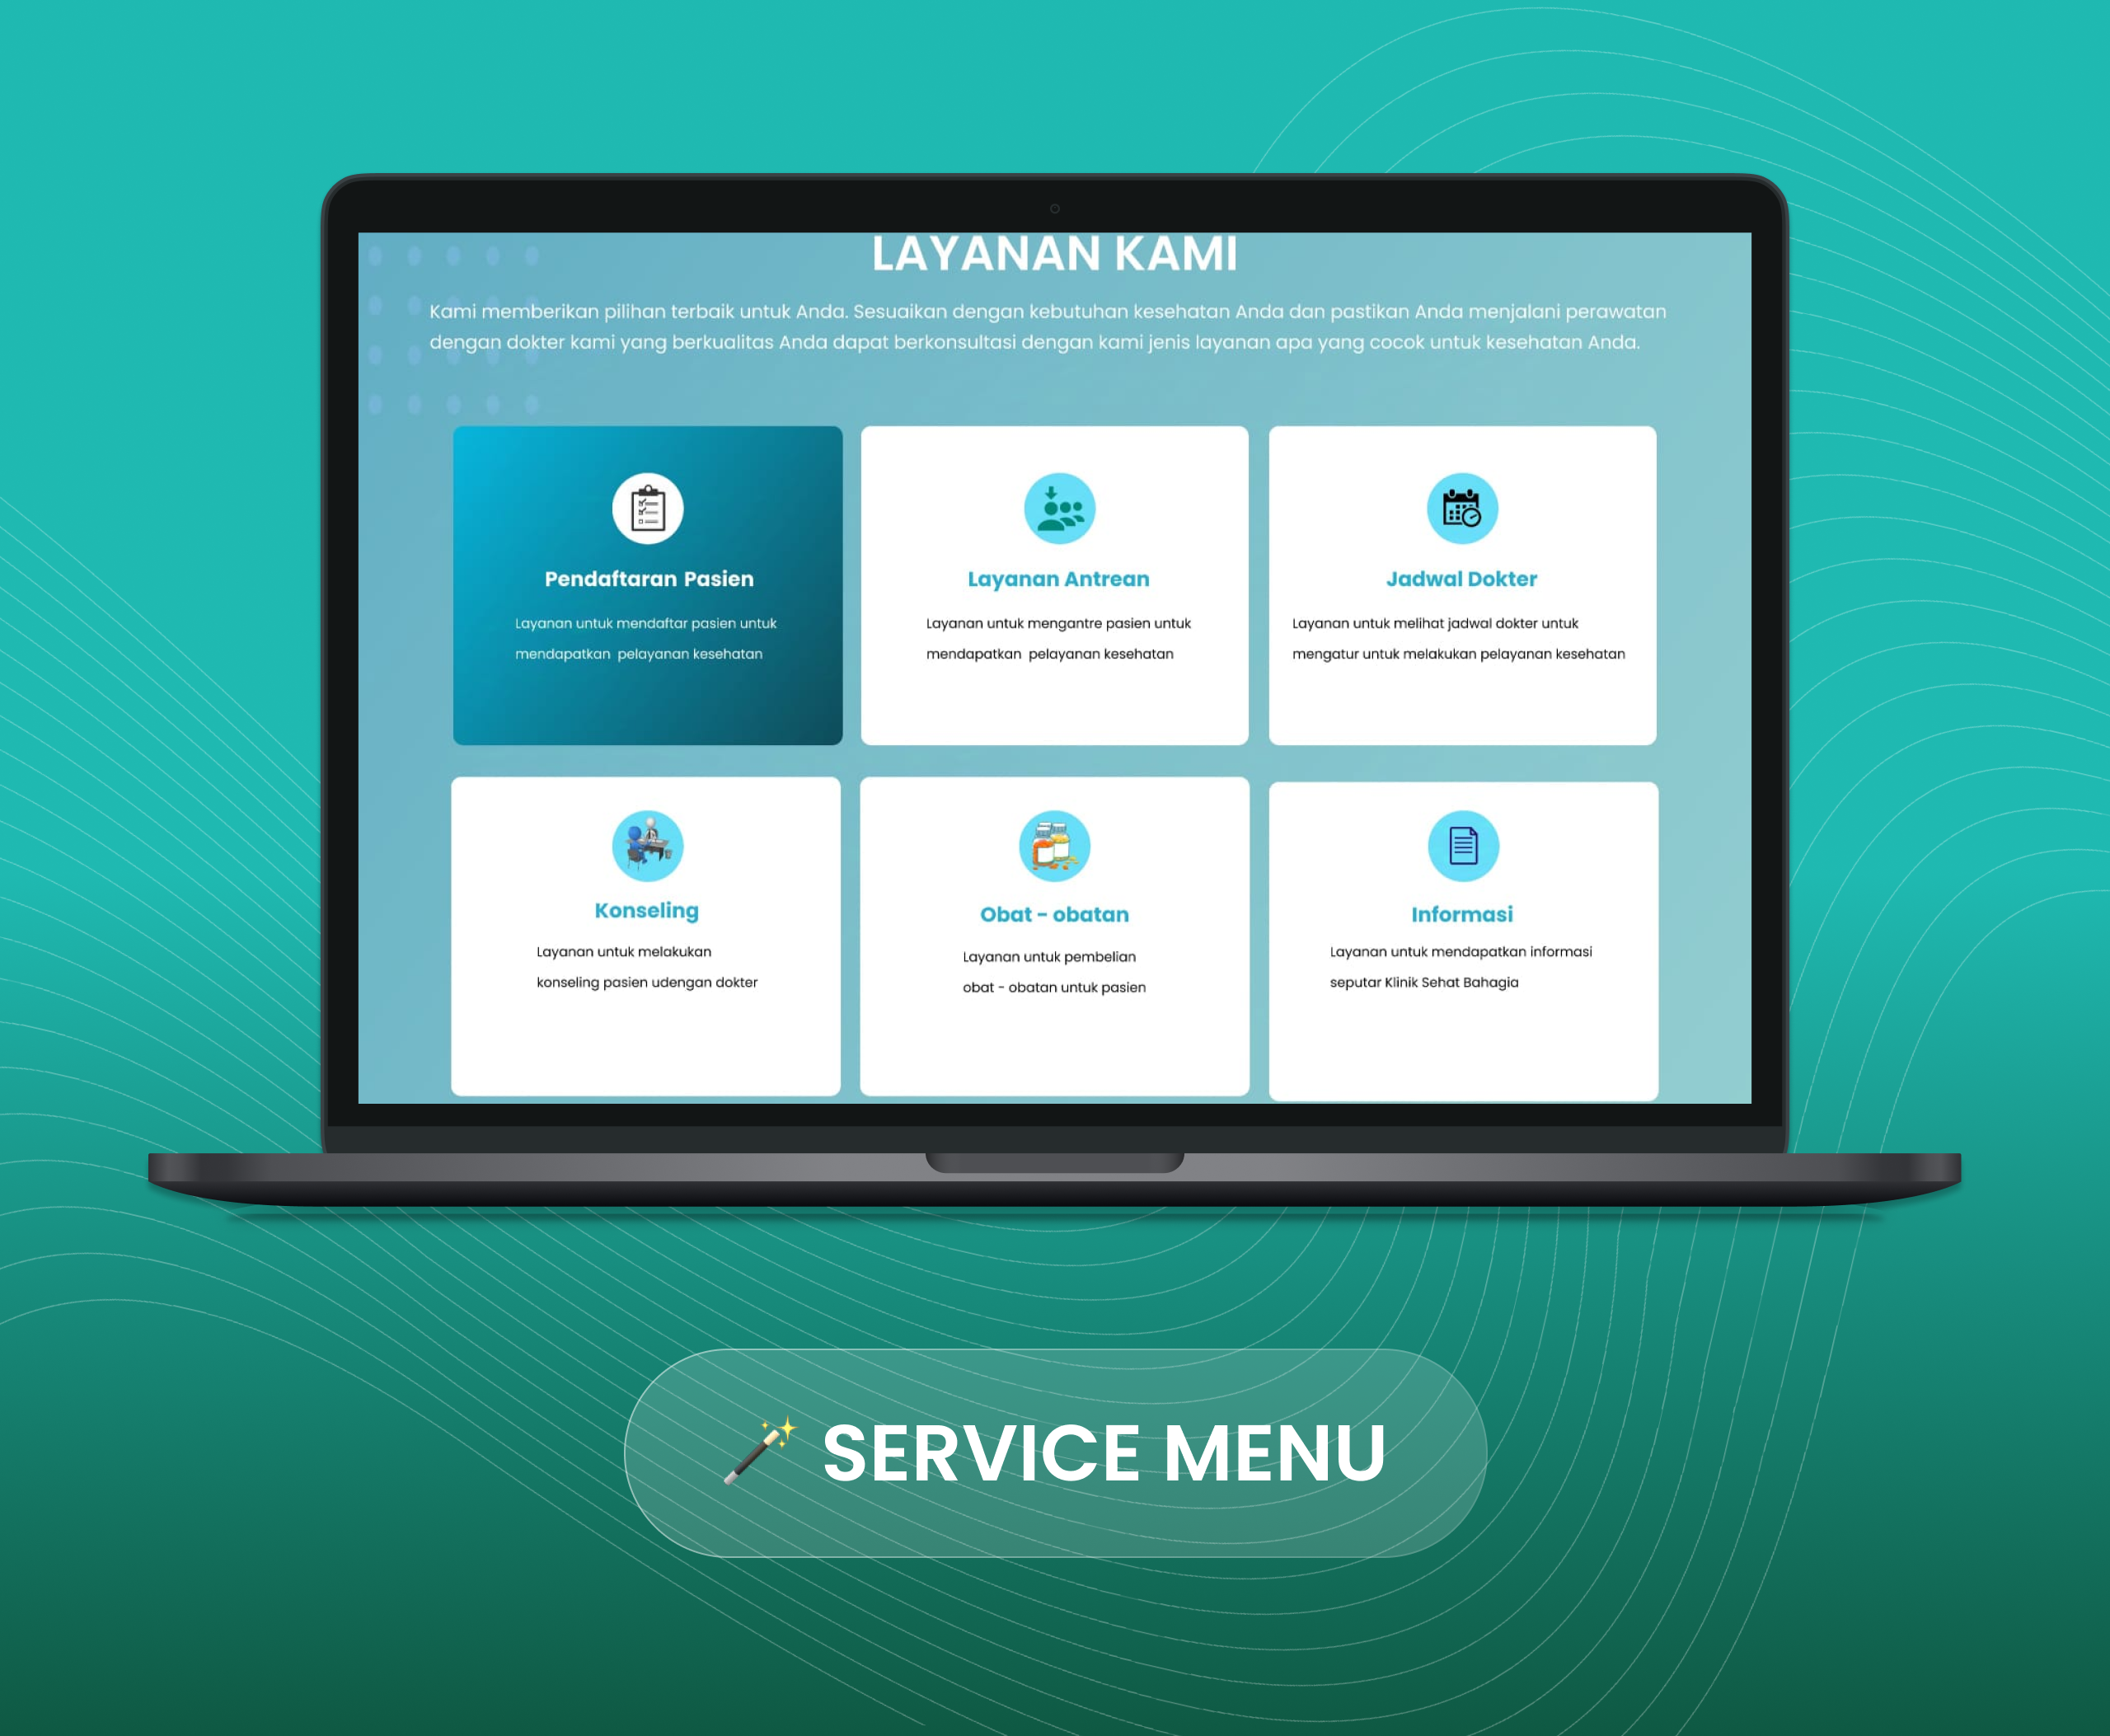 LAYANAN KAMI
Kami memberikan pilihan terbaik untuk Anda. Sesuaikan dengan kebutuhan kesehatan Anda dan pastikan Anda menjalani perawatan
dengan dokter kami yang berkualitas Anda dapat berkonsultasi dengan kami jenis layanan apa yang cocok untuk kesehatan Anda.
Pendaftaran Pasien
Layanan untuk mendaftar pasien untuk
mendapatkan pelayanan kesehatan
Layanan Antrean
Layanan untuk mengantre pasien untuk
mendapatkan pelayanan kesehatan
Jadwal Dokter
Layanan untuk melihat jadwal dokter untuk
mengatur untuk melakukan pelayanan kesehatan
Konseling
Layanan untuk melakukan
konseling pasien udengan dokter
Obat - obatan
Layanan untuk pembelian
obat - obatan untuk pasien
Informasi
Layanan untuk mendapatkan informasi
seputar Klinik Sehat Bahagia
SERVICE MENU